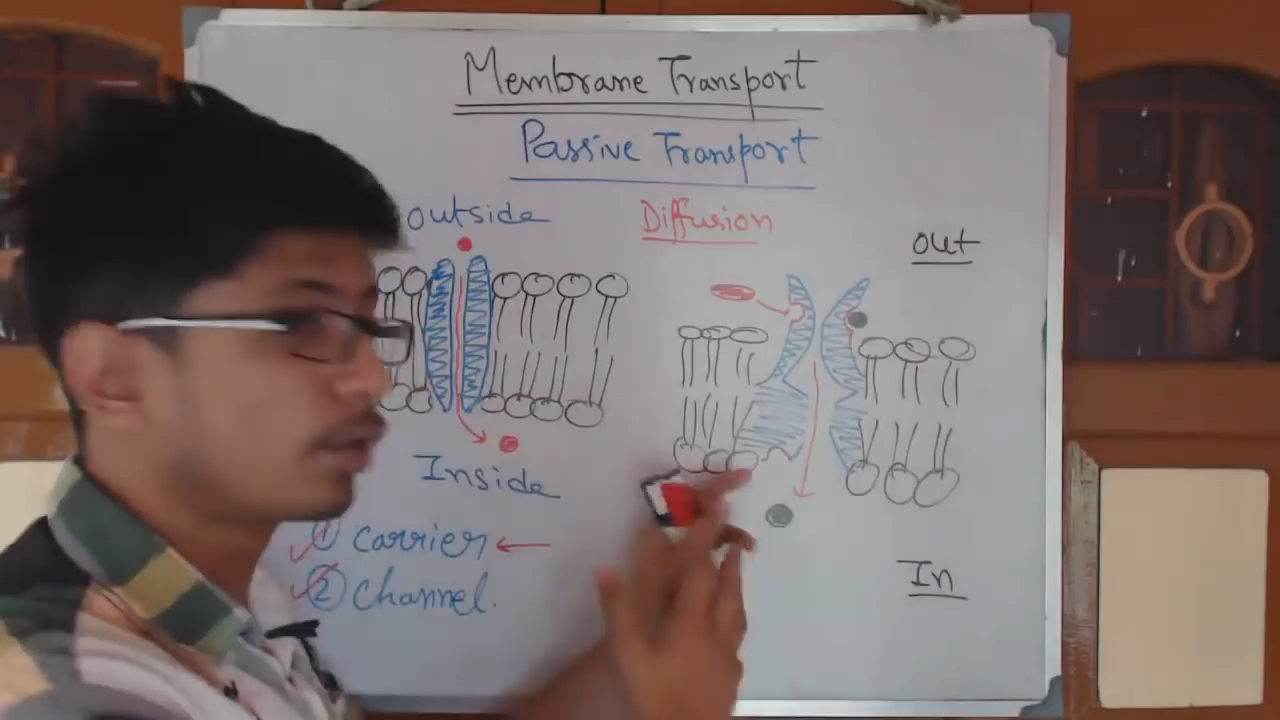 Membrane Transport
Passive Transport
outside
Diffusion
out
Inside
In
① carrier
② channel.